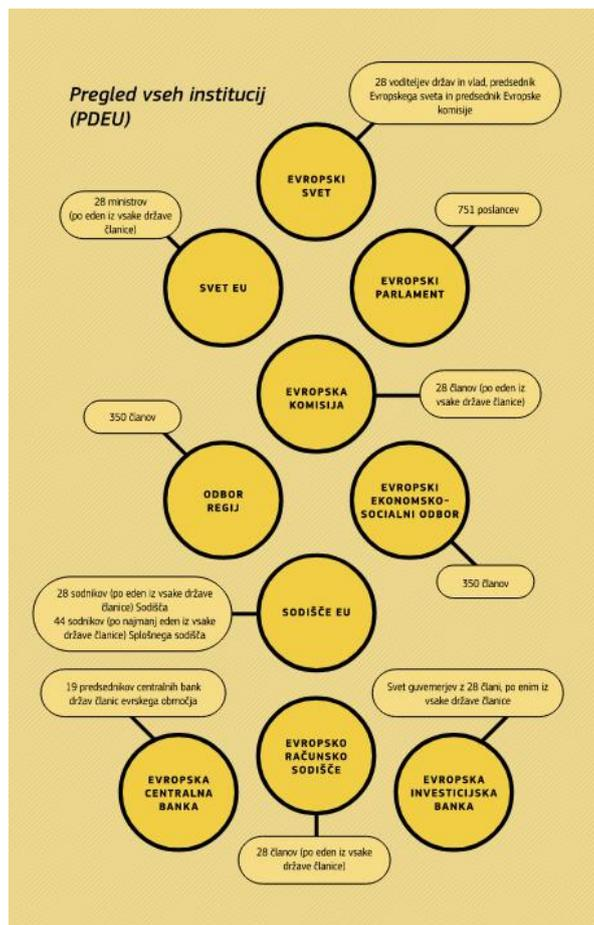 Pregled vseh institucij
(PDEU)
28 voditeljev držav in vlad, predsednik
Evropskega sveta in predsednik Evropske
komisije
EVROPSKI
SVET
28 ministrov
(po eden iz vsake države
članice)
751 poslancev
SVET EU
EVROPSKI
PARLAMENT
EVROPSKA
KOMISIJA
28 članov (po eden iz
vsake države članice)
350 članov
ODBOR
REGIJ
EVROPSKI
EKONOMSKO-
SOCIALNI ODBOR
350 članov
28 sodnikov (po eden iz vsake države
članice) Sodišča
44 sodnikov (po najmanj eden iz vsake
države članice) Splošnega sodišča
SODIŠČE EU
19 predsednikov centralnih bank
držav članic evrskega območja
Svet guvernerjev z 28 člani, po enim iz
vsake države članice
EVROPSKO
RAČUNSKO
SODIŠČE
EVROPSKA
CENTRALNA
BANKA
EVROPSKA
INVESTICIJSKA
BANKA
28 članov (po eden iz vsake
države članice)